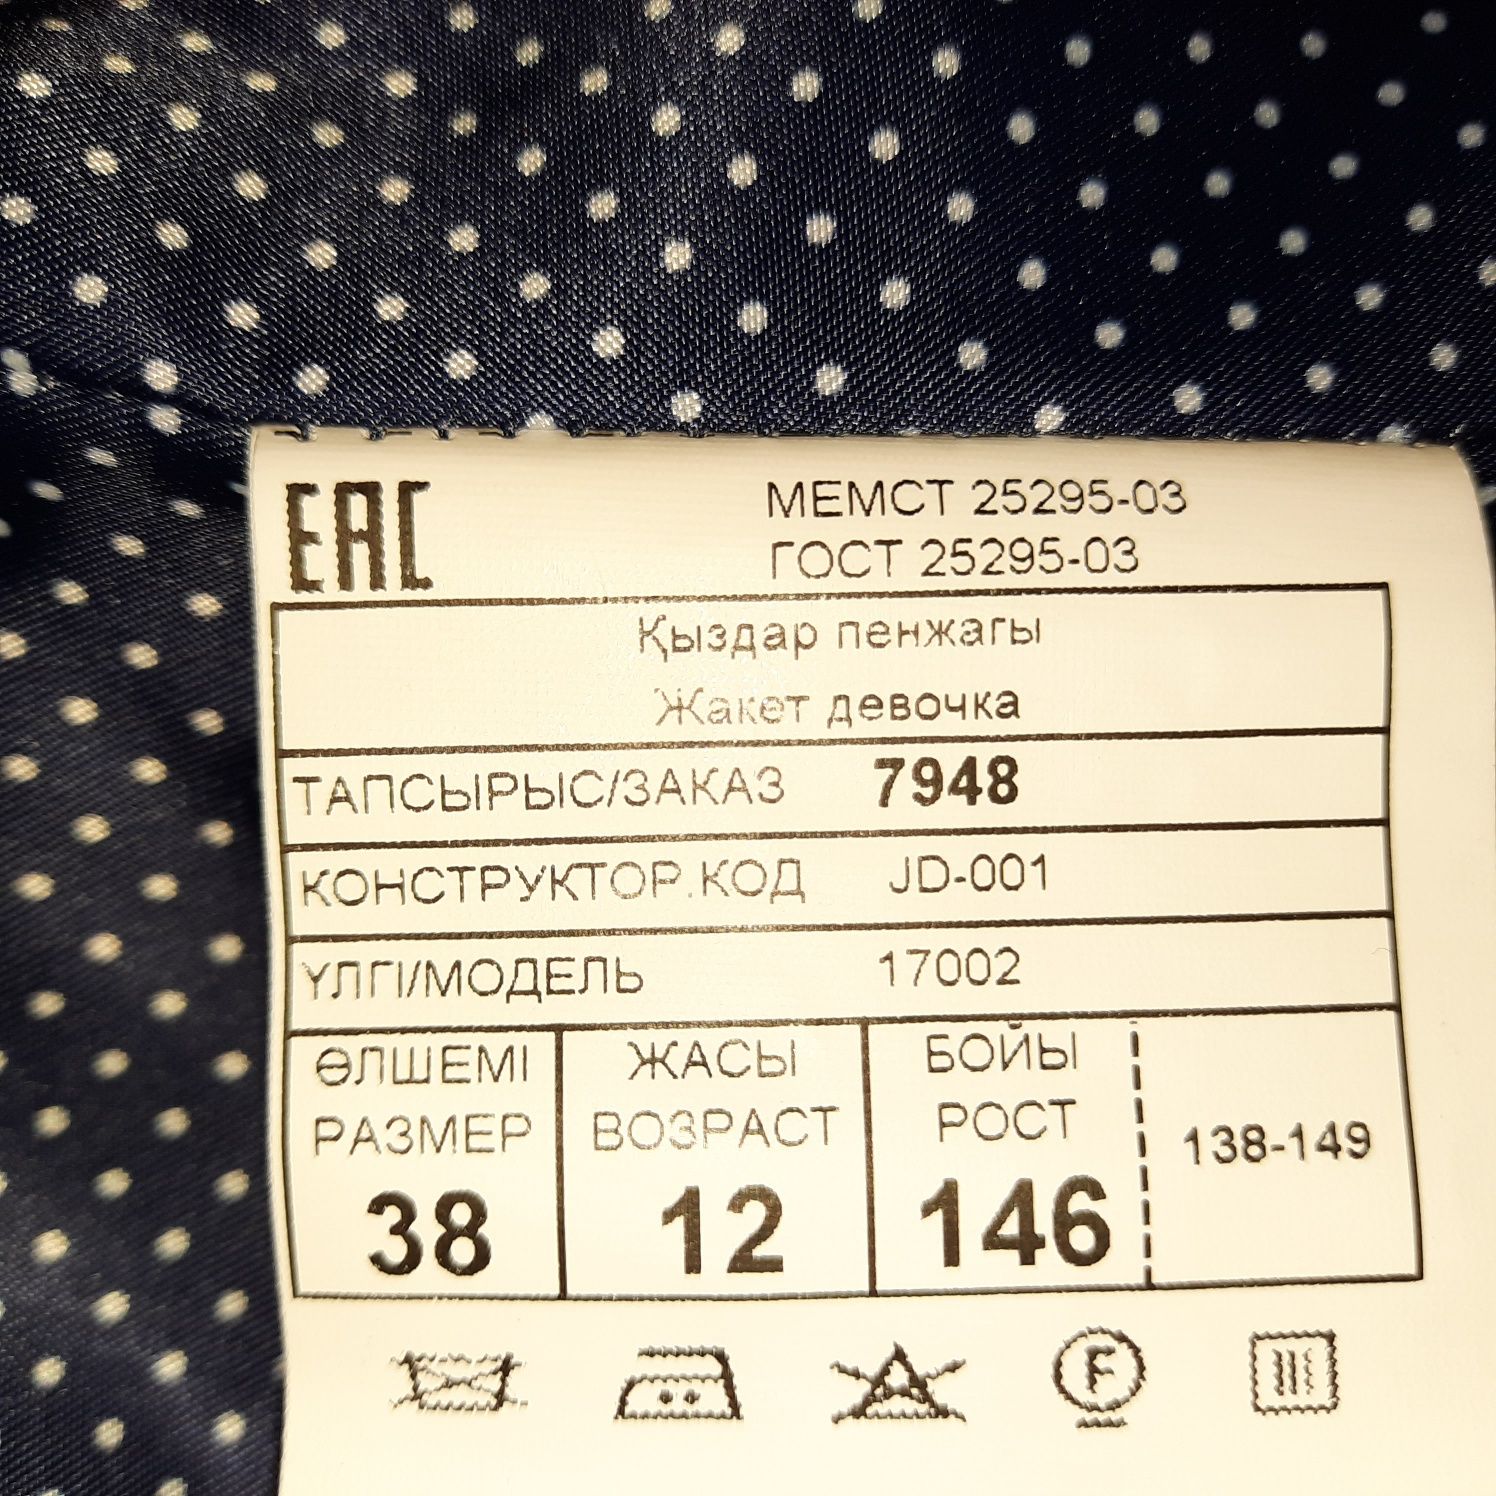 ЕАС
МЕМСТ 25295-03
ГОСТ 25295-03
Қыздар пенжагы
Жакет девочка
ТАПСЫРЫС/ЗАКАЗ 7948
КОНСТРУКТОР.КОД JD-001
ҮЛГІ/МОДЕЛЬ 17002
ӨЛШЕМІ ЖАСЫ БОЙЫ
РАЗМЕР ВОЗРАСТ РОСТ 138-149
38 12 146
F